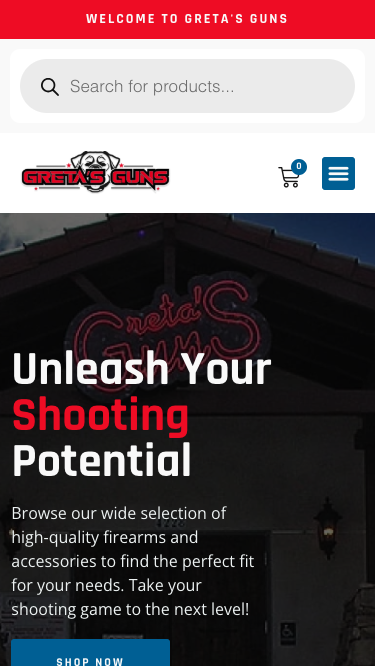 WELCOME TO GRETA'S GUNS
Search for products...
GRETA'S GUNS
0
Greta's
Guns
Unleash Your
Shooting
Potential
Browse our wide selection of
high-quality firearms and
accessories to find the perfect fit
for your needs. Take your
shooting game to the next level!
SHOP NOW